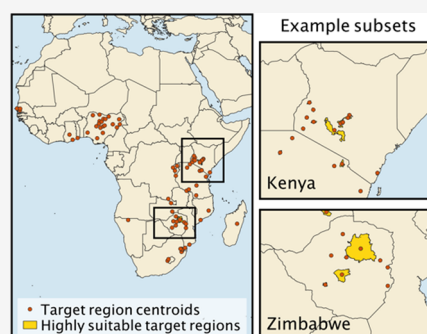 Example subsets
Kenya
Zimbabwe
Target region centroids
Highly suitable target regions